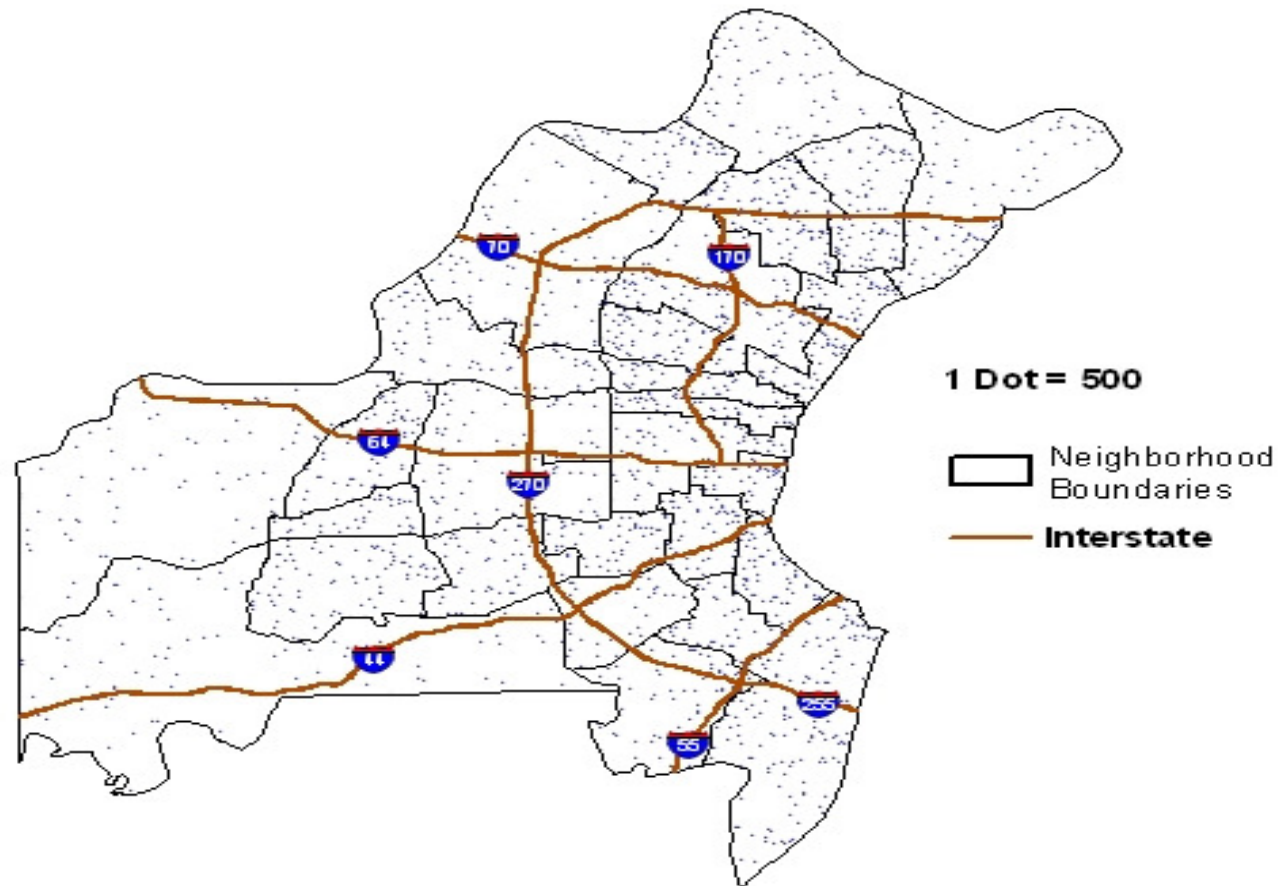 70
170
1 Dot = 500
64
Neighborhood
Boundaries
270
Interstate
44
255
55